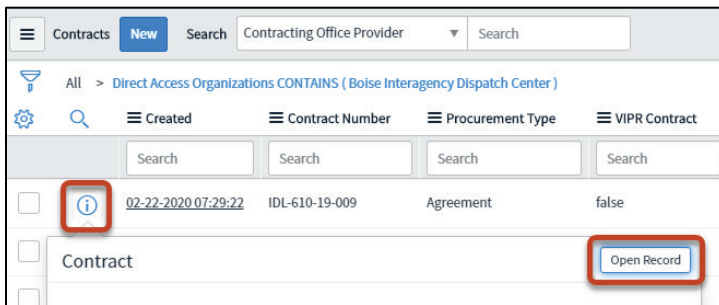 Contracts New Search Contracting Office Provider Search
All > Direct Access Organizations CONTAINS ( Boise Interagency Dispatch Center )
Created Contract Number Procurement Type VIPR Contract
Search Search Search Search
02-22-2020 07:29:22 IDL-610-19-009 Agreement false
Contract Open Record